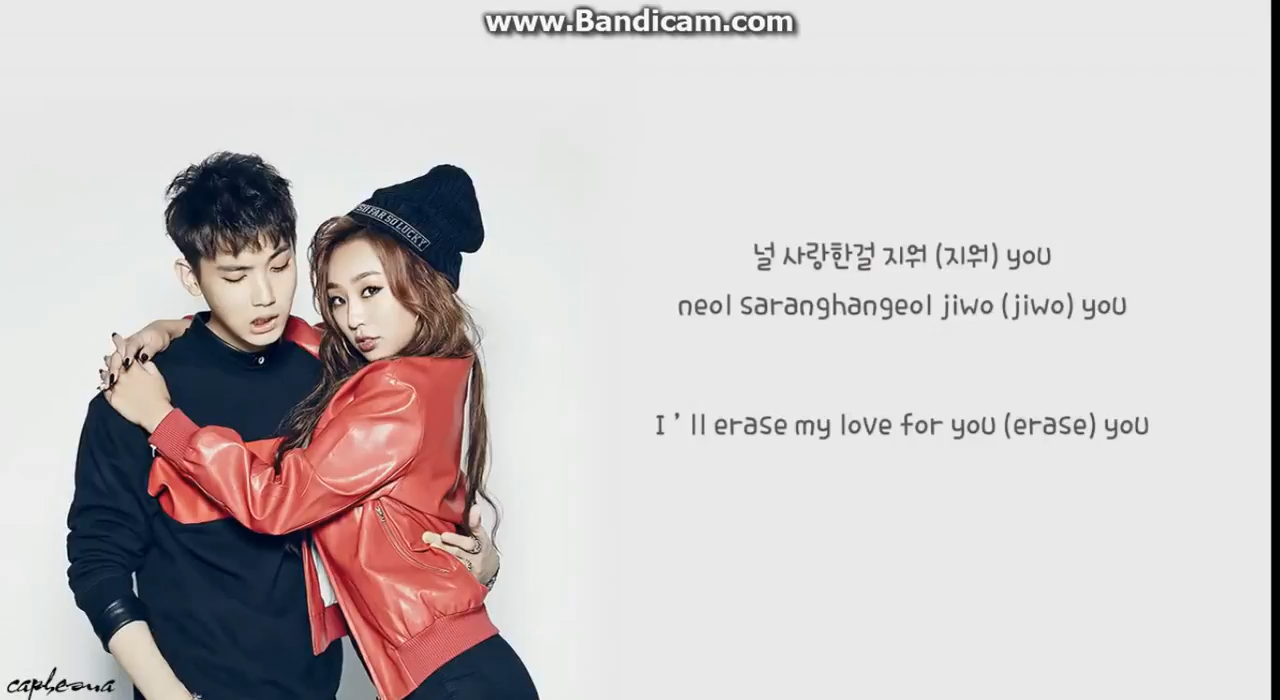 www.Bandicam.com
SO FAR SO LUCKY
널 사랑한걸 지워 (지워) you
neol saranghangeol jiwo (jiwo) you
I ’ ll erase my love for you (erase) you